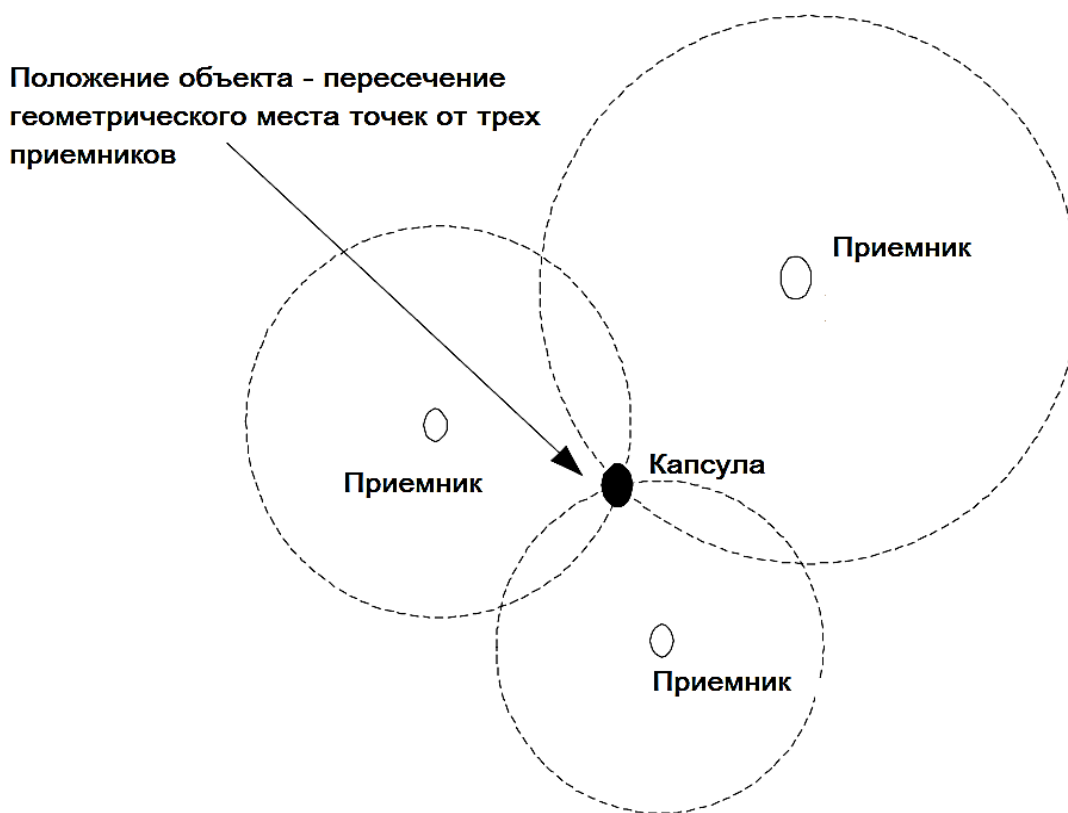 Положение объекта - пересечение
геометрического места точек от трех
приемников
Приемник
Капсула
Приемник
Приемник